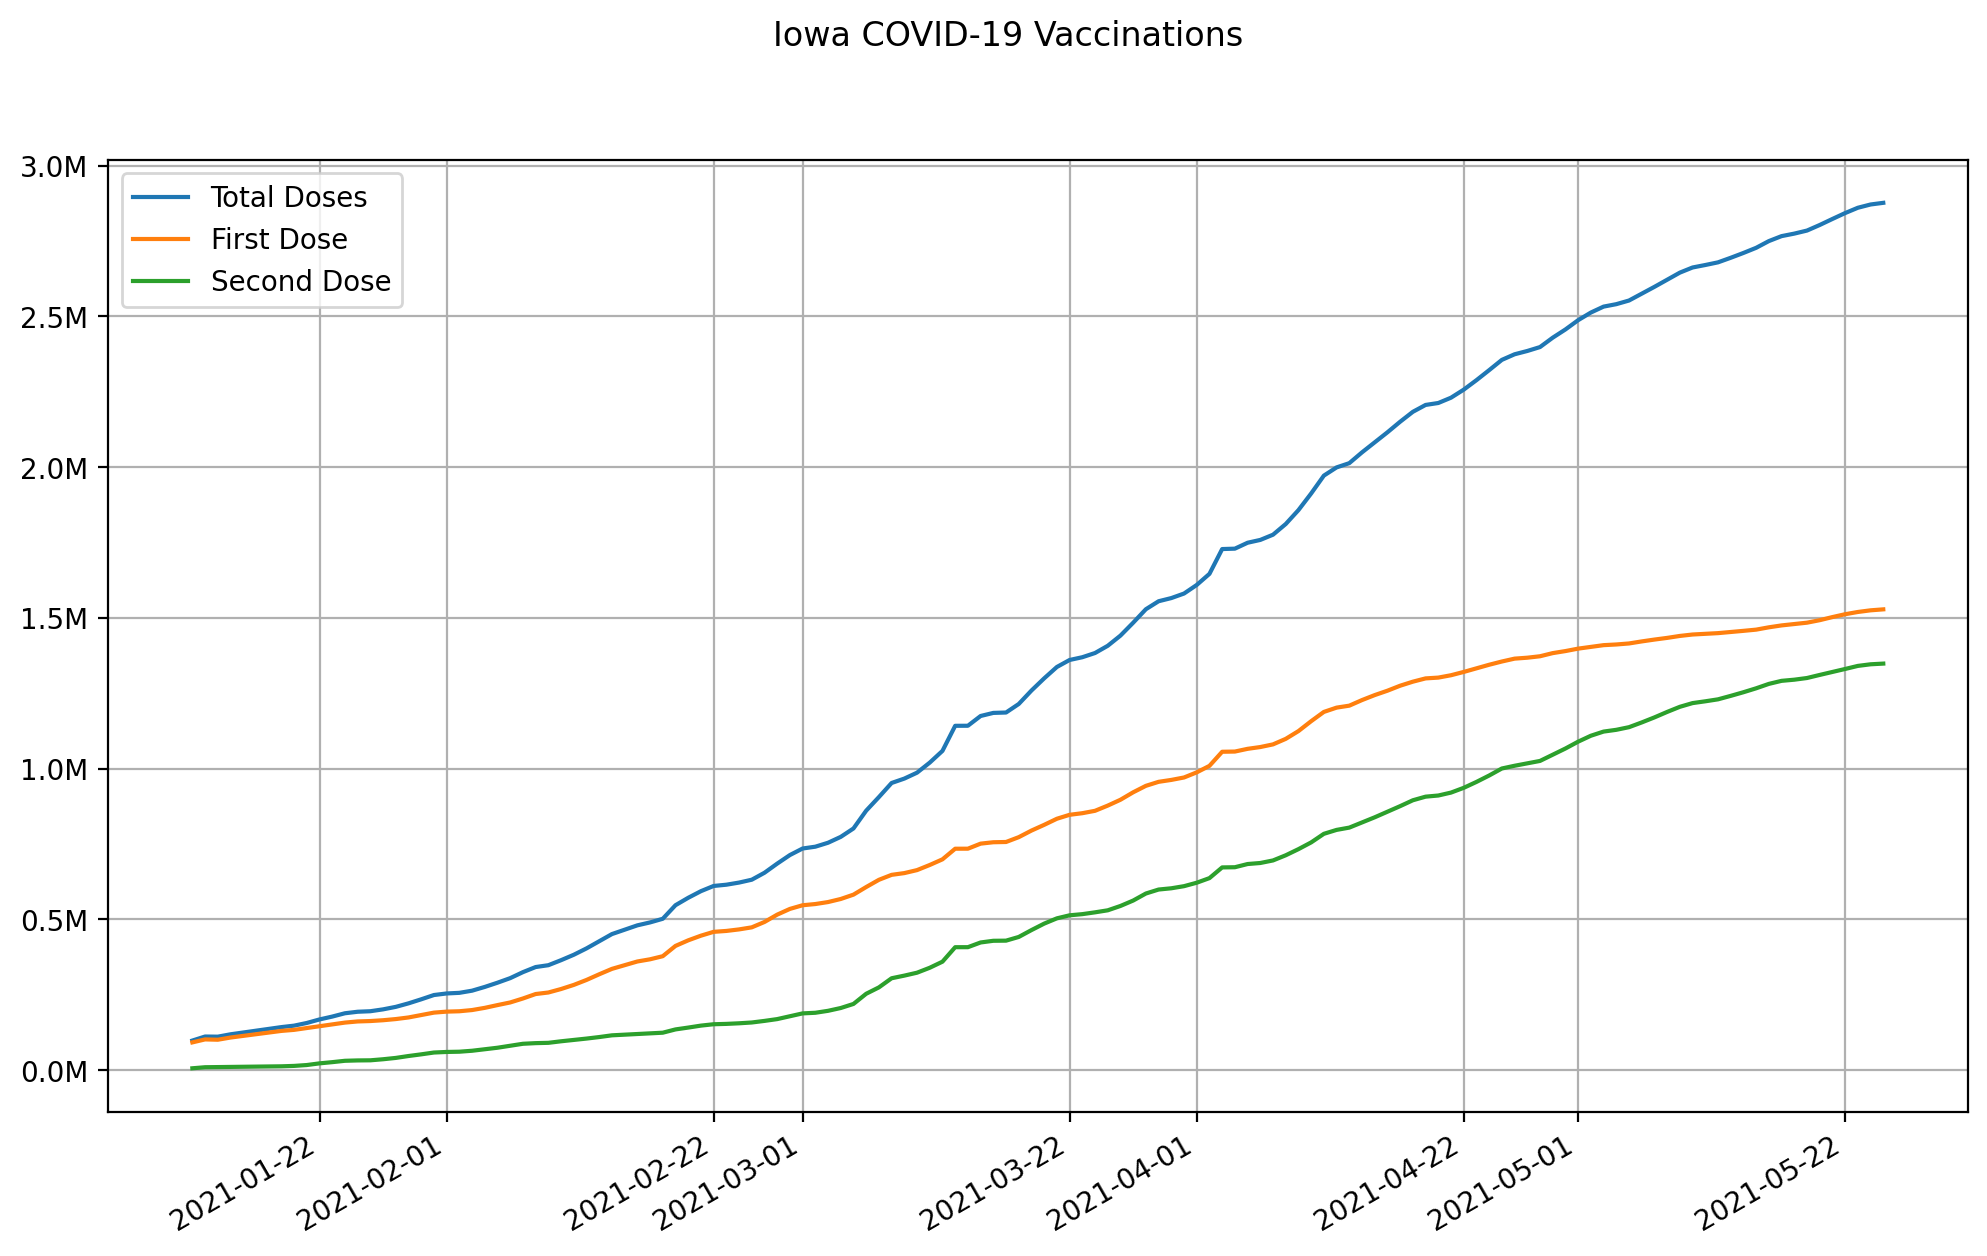 Iowa COVID-19 Vaccinations
3.0M
2.5M
2.0M
1.5M
1.0M
0.5M
0.0M
Total Doses
First Dose
Second Dose
2021-01-22
2021-02-01
2021-02-22
2021-03-01
2021-03-22
2021-04-01
2021-04-22
2021-05-01
2021-05-22